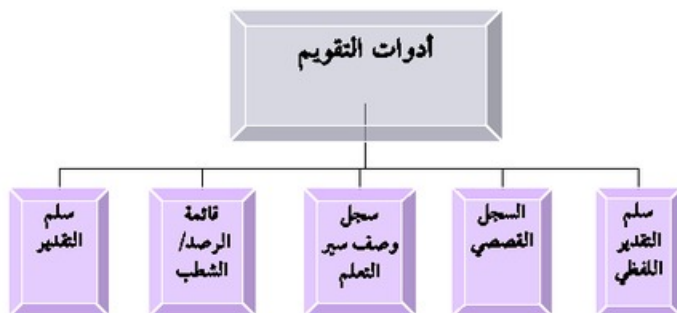 أدوات التقويم
سلم
التقدير
اللفظي
السجل
القصصي
سجل
وصف سير
التعلم
قائمة
الرصد/
الشطب
سلم
التقدير